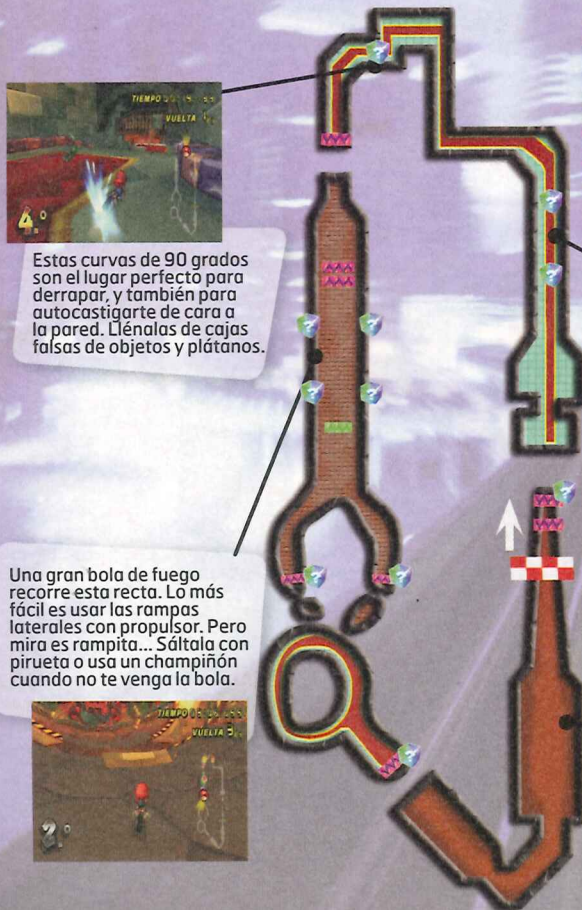 TIEMPO
VUELTA
4.º
Estas curvas de 90 grados
son el lugar perfecto para
derrapar, y también para
autocastigarte de cara a
la pared. Llénalas de cajas
falsas de objetos y plátanos.
Una gran bola de fuego
recorre esta recta. Lo más
fácil es usar las rampas
laterales con propulsor. Pero
mira es rampita... Sáltala con
pirueta o usa un champiñón
cuando no te venga la bola.
TIEMPO
VUELTA
2.º